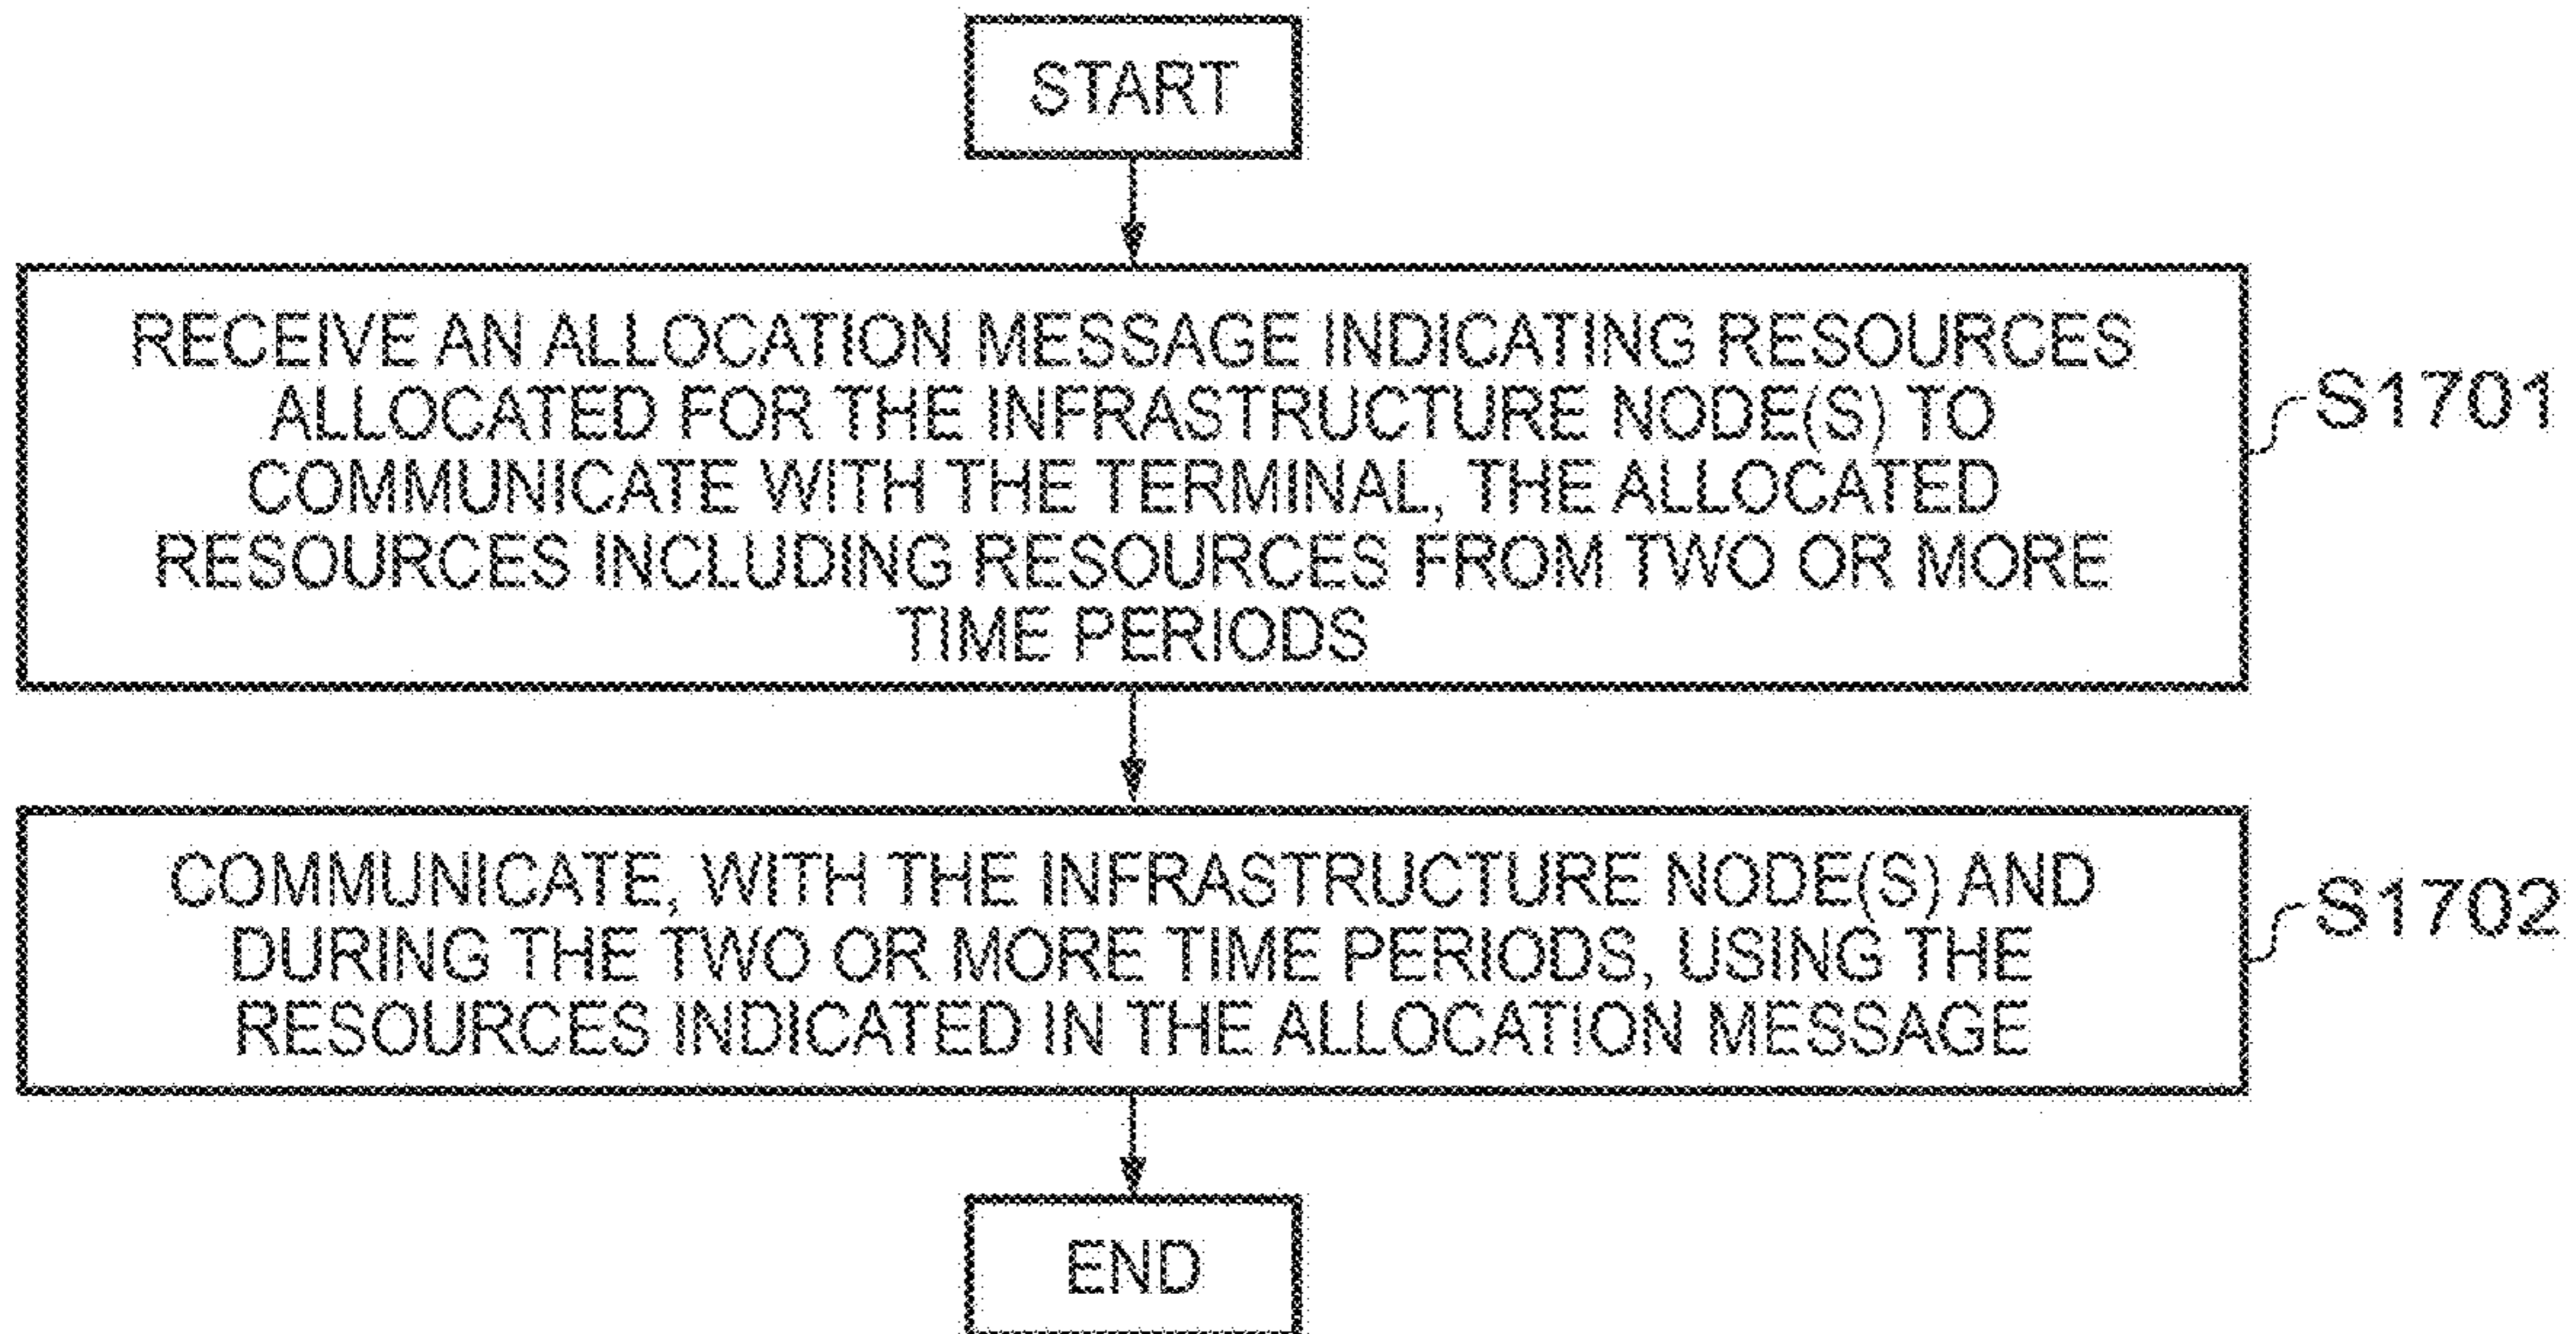 START
RECEIVE AN ALLOCATION MESSAGE INDICATING RESOURCES
ALLOCATED FOR THE INFRASTRUCTURE NODE(S) TO
COMMUNICATE WITH THE TERMINAL, THE ALLOCATED
RESOURCES INCLUDING RESOURCES FROM TWO OR MORE
TIME PERIODS
S1701
COMMUNICATE, WITH THE INFRASTRUCTURE NODE(S) AND
DURING THE TWO OR MORE TIME PERIODS, USING THE
RESOURCES INDICATED IN THE ALLOCATION MESSAGE
S1702
END